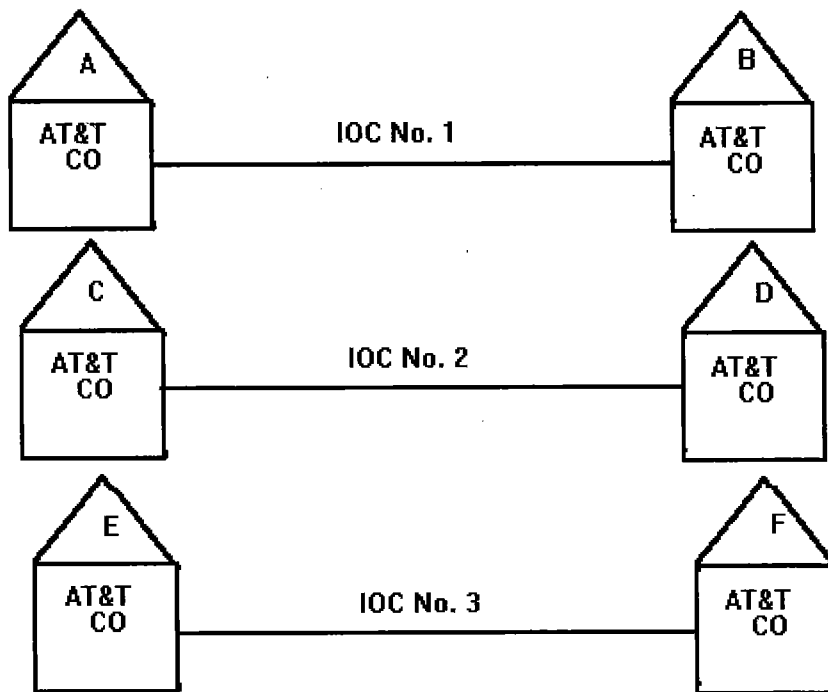 A
B
AT&T
CO
IOC No. 1
AT&T
CO
C
D
AT&T
CO
IOC No. 2
AT&T
CO
E
F
AT&T
CO
IOC No. 3
AT&T
CO